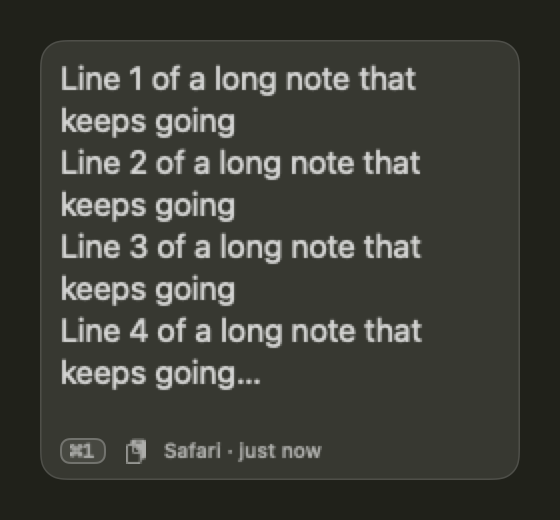 Line 1 of a long note that
keeps going
Line 2 of a long note that
keeps going
Line 3 of a long note that
keeps going
Line 4 of a long note that
keeps going…
⌘1 Safari · just now